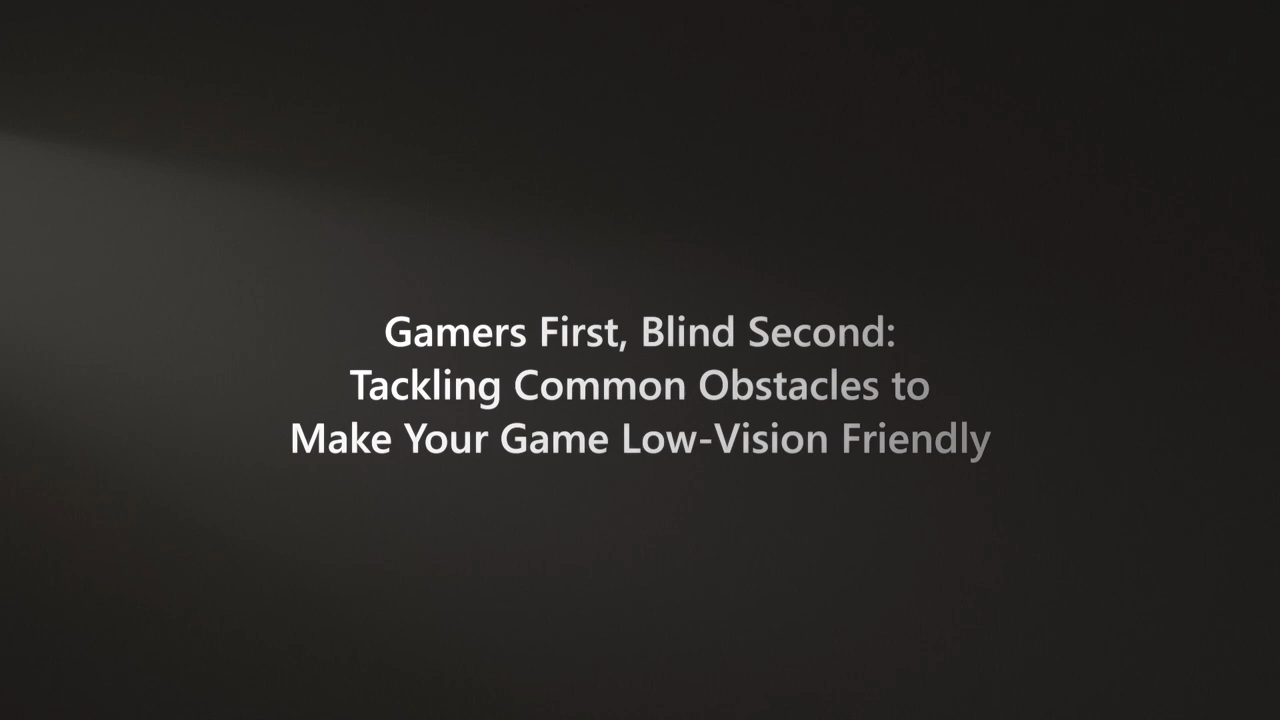 Gamers First, Blind Second:
Tackling Common Obstacles to
Make Your Game Low-Vision Friendly